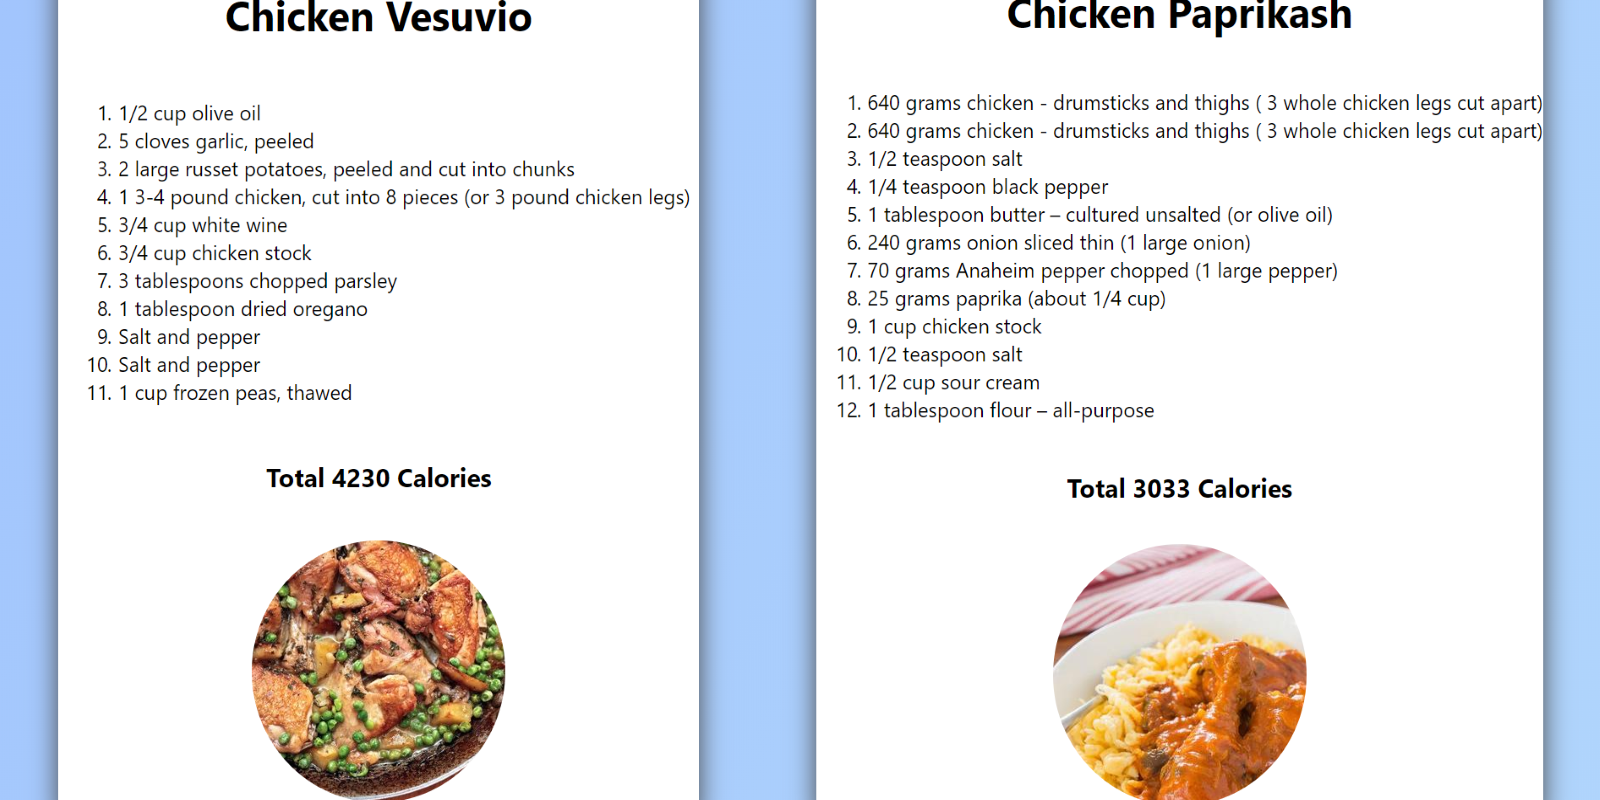 Chicken Vesuvio
1. 1/2 cup olive oil
2. 5 cloves garlic, peeled
3. 2 large russet potatoes, peeled and cut into chunks
4. 1 3-4 pound chicken, cut into 8 pieces (or 3 pound chicken legs)
5. 3/4 cup white wine
6. 3/4 cup chicken stock
7. 3 tablespoons chopped parsley
8. 1 tablespoon dried oregano
9. Salt and pepper
10. Salt and pepper
11. 1 cup frozen peas, thawed
Total 4230 Calories
Chicken Paprikash
1. 640 grams chicken - drumsticks and thighs ( 3 whole chicken legs cut apart)
2. 640 grams chicken - drumsticks and thighs ( 3 whole chicken legs cut apart)
3. 1/2 teaspoon salt
4. 1/4 teaspoon black pepper
5. 1 tablespoon butter – cultured unsalted (or olive oil)
6. 240 grams onion sliced thin (1 large onion)
7. 70 grams Anaheim pepper chopped (1 large pepper)
8. 25 grams paprika (about 1/4 cup)
9. 1 cup chicken stock
10. 1/2 teaspoon salt
11. 1/2 cup sour cream
12. 1 tablespoon flour – all-purpose
Total 3033 Calories